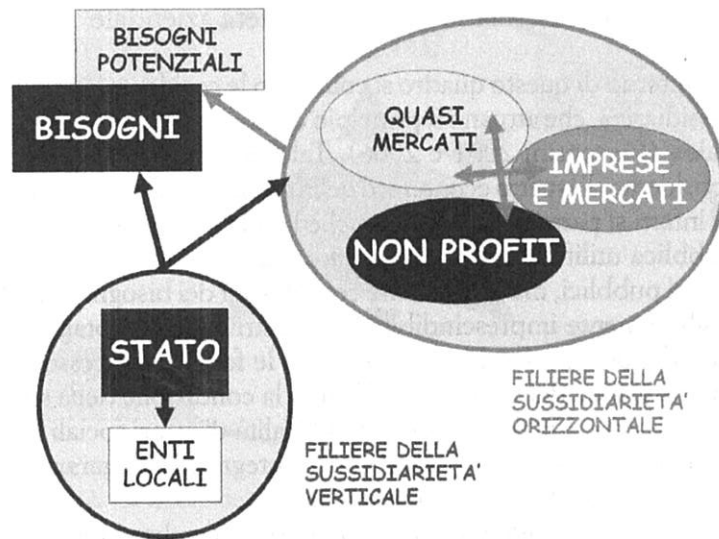 BISOGNI
POTENZIALI
BISOGNI
QUASI
MERCATI
IMPRESE
E MERCATI
NON PROFIT
STATO
ENTI
LOCALI
FILIERE DELLA
SUSSIDIARIETA'
VERTICALE
FILIERE DELLA
SUSSIDIARIETA'
ORIZZONTALE